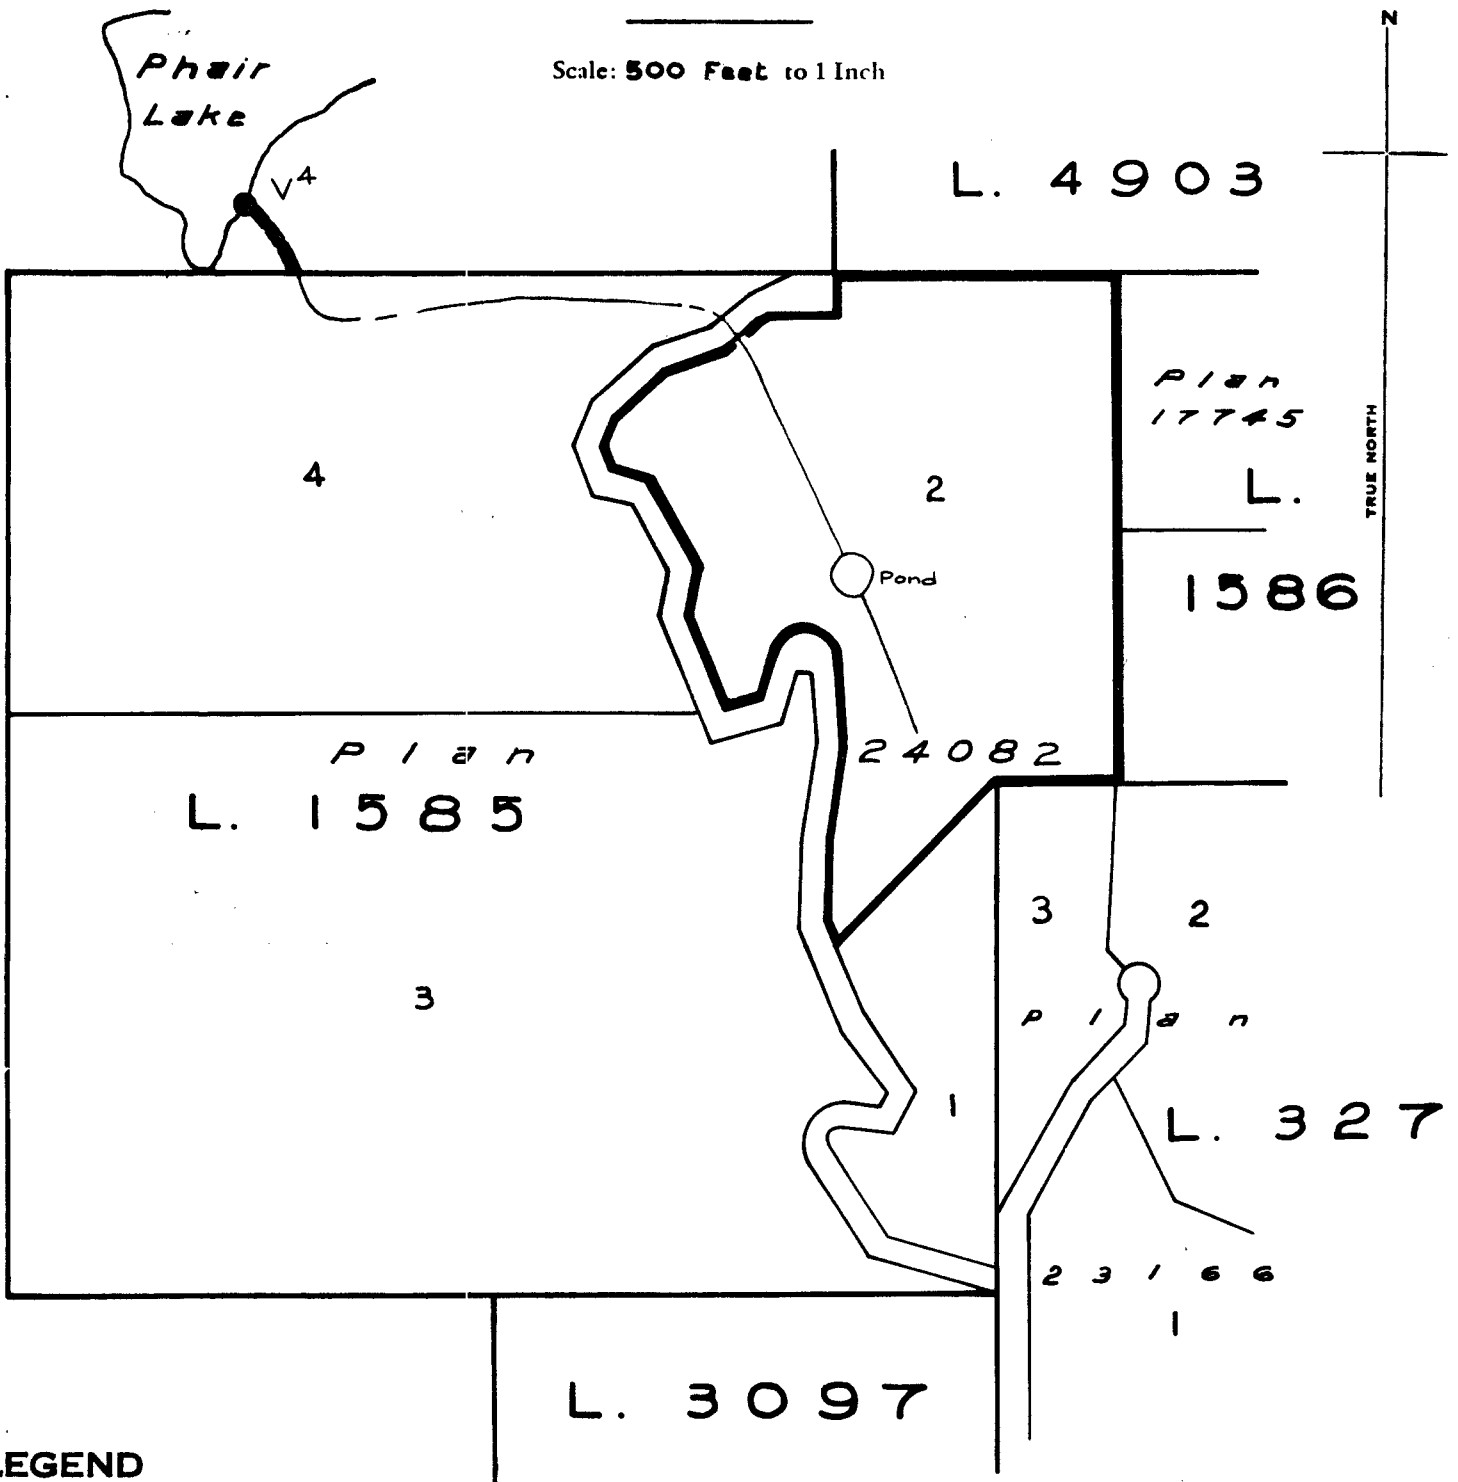 N
Scale: 500 Feet to 1 Inch
Phair
Lake
V4
L. 4903
Plan
17745
L.
1586
TRUE NORTH
4
2
Pond
24082
Plan
L. 1585
3
2
3
1
Plan
L. 327
23166
1
L. 3097
LEGEND